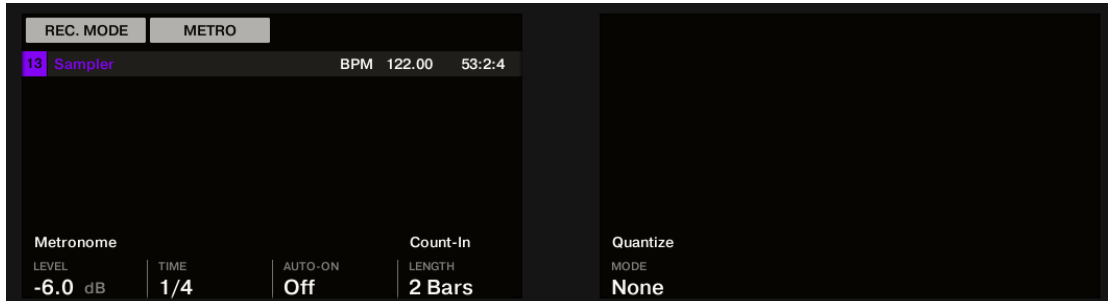 REC. MODE METRO
13 Sampler BPM 122.00 53:2:4
Metronome Count-In Quantize
LEVEL TIME AUTO-ON LENGTH MODE
-6.0 dB 1/4 Off 2 Bars None